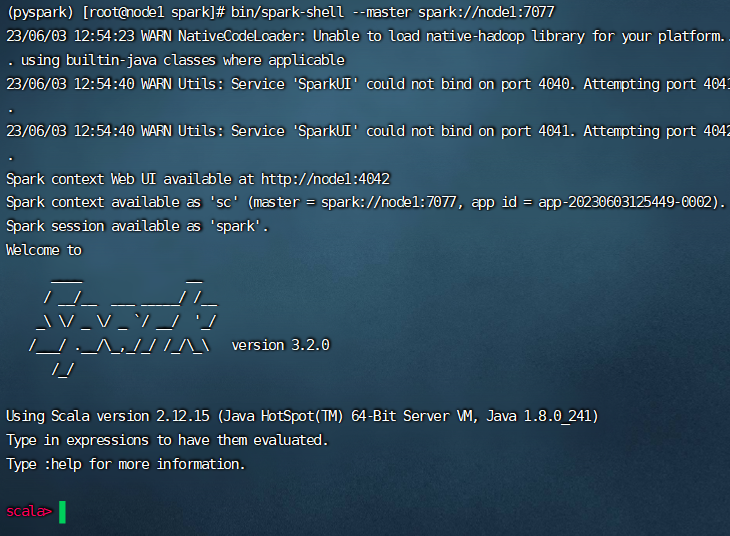 (pyspark) [root@node1 spark]# bin/spark-shell --master spark://node1:7077
23/06/03 12:54:23 WARN NativeCodeLoader: Unable to load native-hadoop library for your platform..
. using builtin-java classes where applicable
23/06/03 12:54:40 WARN Utils: Service 'SparkUI' could not bind on port 4040. Attempting port 4041
.
23/06/03 12:54:40 WARN Utils: Service 'SparkUI' could not bind on port 4041. Attempting port 4042
.
Spark context Web UI available at http://node1:4042
Spark context available as 'sc' (master = spark://node1:7077, app id = app-20230603125449-0002).
Spark session available as 'spark'.
Welcome to
      ____              __
     / __/__  ___ _____/ /__
    _\ \/ _ \/ _ `/ __/  '_/
   /___/ .__/\_,_/_/ /_/\_\   version 3.2.0
      /_/
Using Scala version 2.12.15 (Java HotSpot(TM) 64-Bit Server VM, Java 1.8.0_241)
Type in expressions to have them evaluated.
Type :help for more information.
scala>